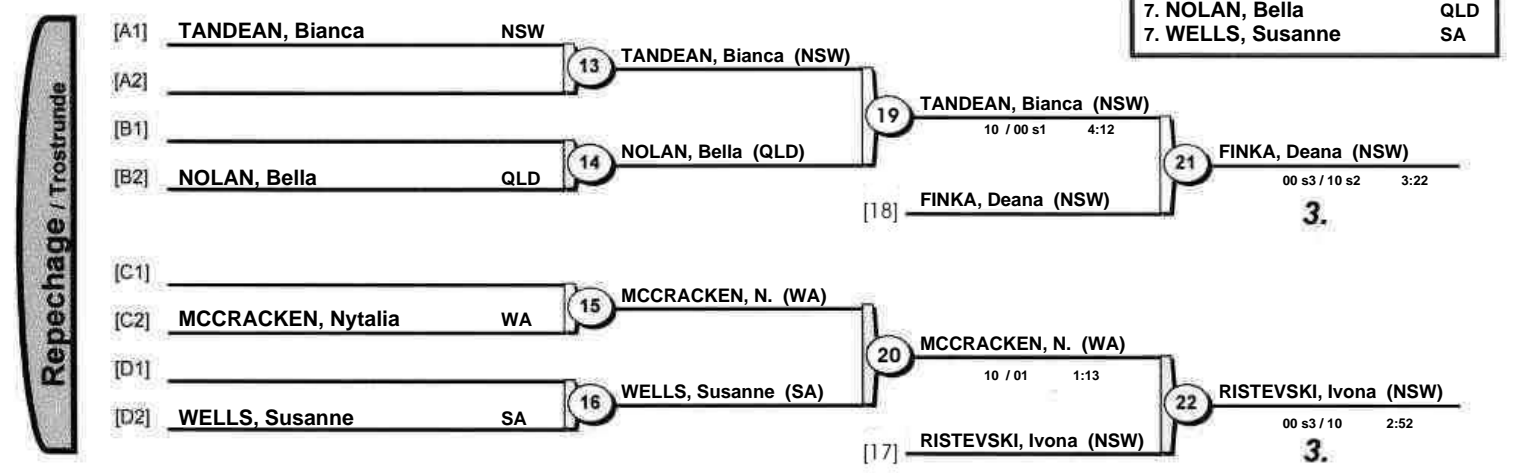 7. NOLAN, Bella QLD
7. WELLS, Susanne SA
Repechage / Trostrunde
[A1] TANDEAN, Bianca NSW
[A2]
13
TANDEAN, Bianca (NSW)
[B1]
[B2] NOLAN, Bella QLD
14
NOLAN, Bella (QLD)
19
TANDEAN, Bianca (NSW)
10 / 00 s1 4:12
[18] FINKA, Deana (NSW)
21
FINKA, Deana (NSW)
00 s3 / 10 s2 3:22
3.
[C1]
[C2] MCCRACKEN, Nytalia WA
15
MCCRACKEN, N. (WA)
[D1]
[D2] WELLS, Susanne SA
16
WELLS, Susanne (SA)
20
MCCRACKEN, N. (WA)
10 / 01 1:13
[17] RISTEVSKI, Ivona (NSW)
22
RISTEVSKI, Ivona (NSW)
00 s3 / 10 2:52
3.